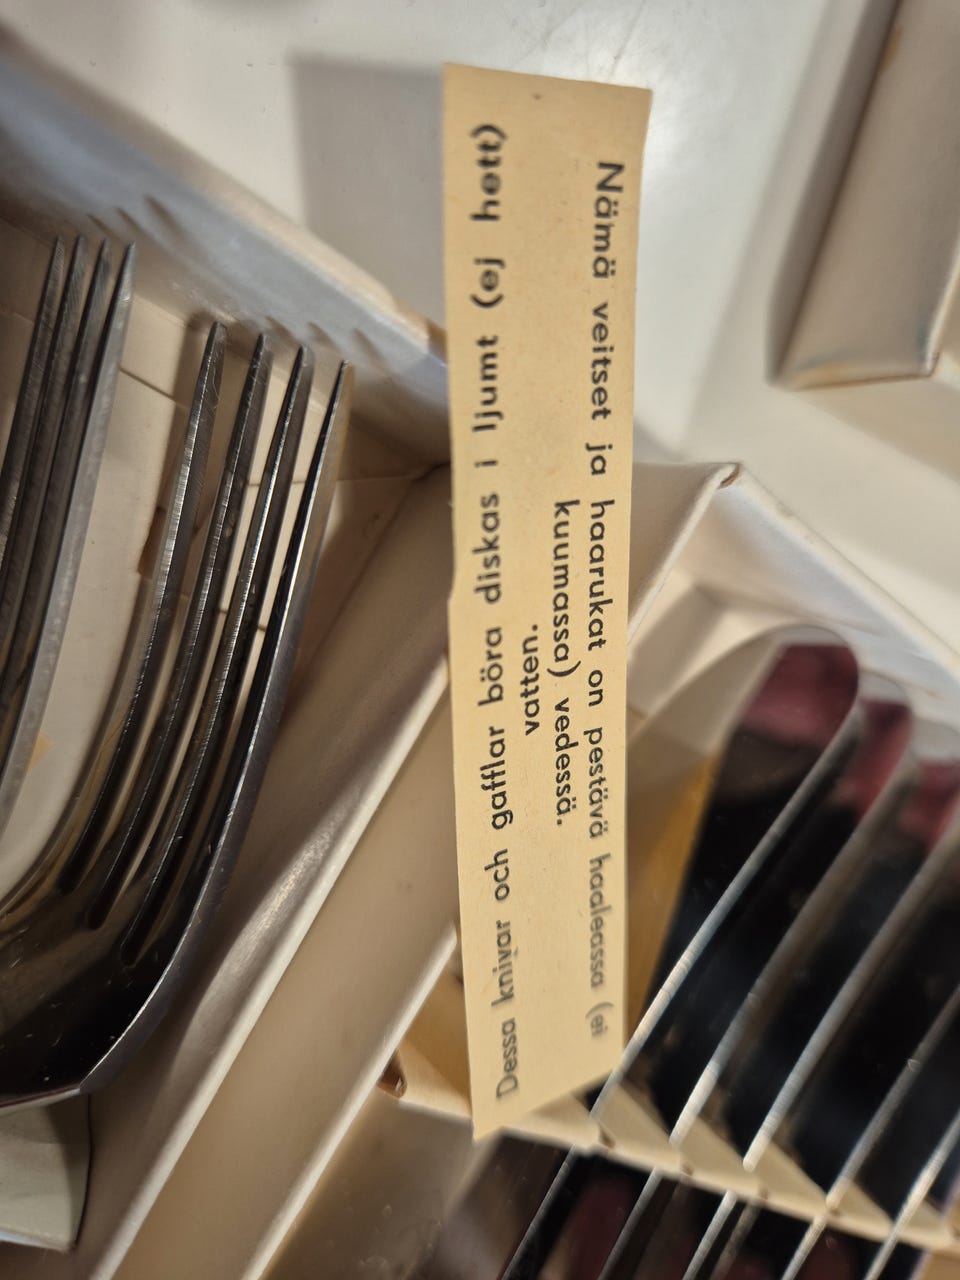 Nämä veitset ja haarukat on pestävä haaleassa (ei
kuumassa) vedessä.
Dessa knivar och gafflar böra diskas i ljumt (ej hett)
vatten.